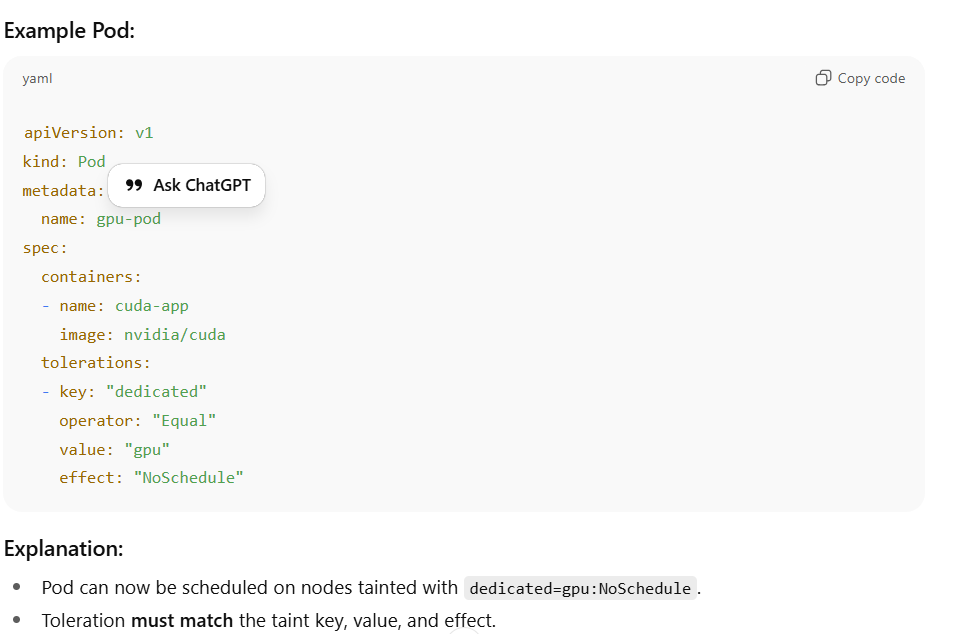 Example Pod:
yaml
Copy code
apiVersion: v1
kind: Pod
metadata:
Ask ChatGPT
name: gpu-pod
spec:
containers:
- name: cuda-app
image: nvidia/cuda
tolerations:
- key: "dedicated"
operator: "Equal"
value: "gpu"
effect: "NoSchedule"
Explanation:
Pod can now be scheduled on nodes tainted with dedicated=gpu:NoSchedule.
Toleration must match the taint key, value, and effect.